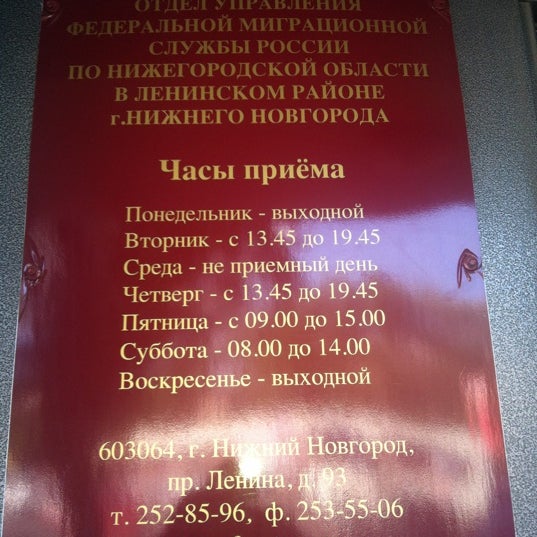 ОТДЕЛ УПРАВЛЕНИЯ
ФЕДЕРАЛЬНОЙ МИГРАЦИОННОЙ
СЛУЖБЫ РОССИИ
ПО НИЖЕГОРОДСКОЙ ОБЛАСТИ
В ЛЕНИНСКОМ РАЙОНЕ
г.НИЖНЕГО НОВГОРОДА
Часы приёма
Понедельник - выходной
Вторник - с 13.45 до 19.45
Среда - не приемный день
Четверг - с 13.45 до 19.45
Пятница - с 09.00 до 15.00
Суббота - 08.00 до 14.00
Воскресенье - выходной
603064, г. Нижний Новгород,
пр. Ленина, д. 93
т. 252-85-96, ф. 253-55-06